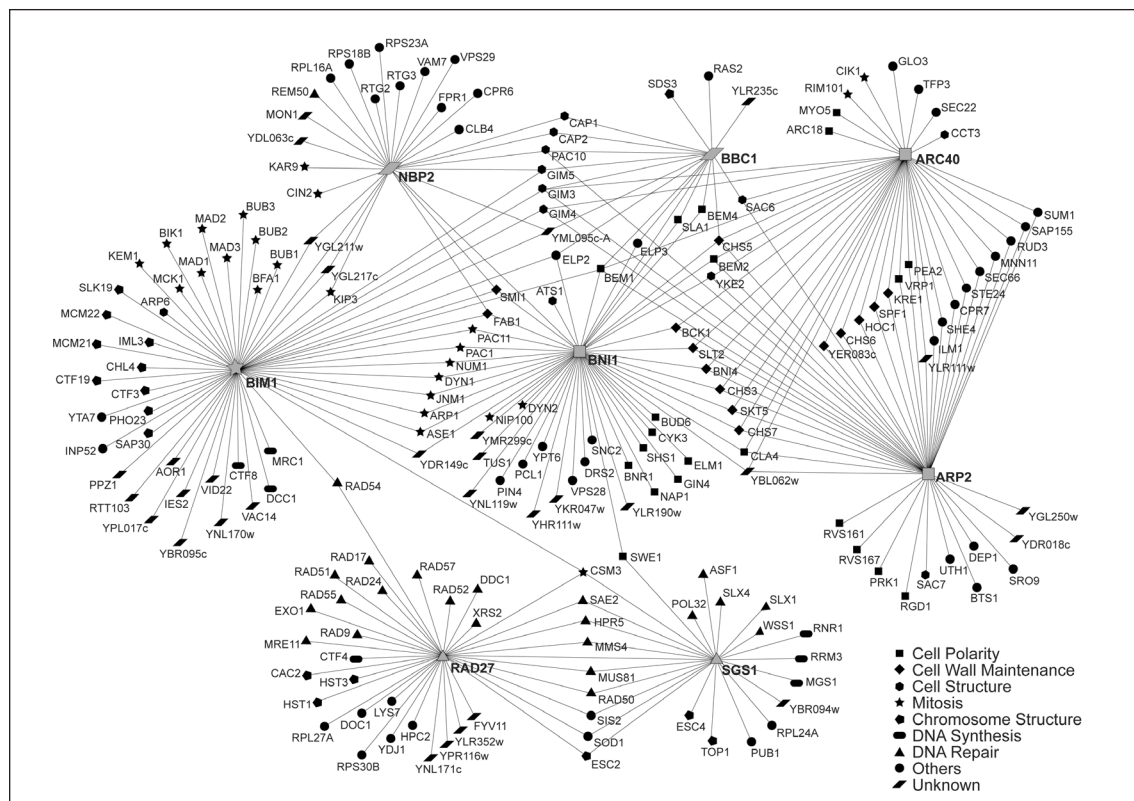 RPS23A
RPS18B
VPS29
RPL16A
RTG3
VAM7
REM50
RTG2
FPR1
CPR6
MON1
CLB4
YDL063c
KAR9
NBP2
CIN2
CAP1
CAP2
PAC10
GIM5
GIM3
GIM4
YML095c-A
SDS3
RAS2
YLR235c
BBC1
CIK1
GLO3
RIM101
TFP3
MYO5
SEC22
ARC18
CCT3
ARC40
SAC6
BEM4
SLA1
CHS5
ELP3
ELP2
BEM2
BEM1
YKE2
SUM1
SAP155
RUD3
MNN11
SEC66
STE24
CPR7
SHE4
ILM1
YLR111w
PEA2
VRP1
KRE1
SPF1
HOC1
CHS6
YER083c
BUB3
MAD2
BUB2
BIK1
MAD3
BUB1
KEM1
MAD1
BFA1
MCK1
SLK19
ARP6
YGL211w
YGL217c
KIP3
MCM22
IML3
MCM21
CHL4
CTF19
CTF3
YTA7
PHO23
SAP30
INP52
BIM1
SMI1
ATS1
FAB1
PAC11
PAC1
NUM1
DYN1
JNM1
ARP1
ASE1
YDR149c
BNI1
BCK1
SLT2
BNI4
CHS3
SKT5
CHS7
CLA4
YBL062w
DYN2
NIP100
YMR299c
TUS1
YNL119w
PIN4
PCL1
YPT6
YHR111w
VPS28
YKR047w
SNC2
DRS2
YLR190w
BNR1
SHS1
CYK3
BUD6
ELM1
GIN4
NAP1
AOR1
PPZ1
RTT103
YPL017c
IES2
YBR095c
VID22
YNL170w
CTF8
MRC1
DCC1
VAC14
RAD54
ARP2
RVS161
RVS167
PRK1
RGD1
SAC7
UTH1
BTS1
DEP1
SRO9
YDR018c
YGL250w
SWE1
CSM3
SAE2
HPR5
MMS4
MUS81
RAD50
SIS2
SOD1
ESC2
RAD17
RAD57
RAD51
RAD24
RAD52
DDC1
RAD55
XRS2
EXO1
RAD9
MRE11
CTF4
CAC2
HST3
HST1
RAD27
RPL27A
DOC1
LYS7
RPS30B
YDJ1
HPC2
YNL171c
YPR116w
YLR352w
FYV11
ASF1
POL32
SLX4
SLX1
WSS1
RNR1
RRM3
MGS1
YBR094w
SGS1
ESC4
TOP1
PUB1
RPL24A
Cell Polarity
Cell Wall Maintenance
Cell Structure
Mitosis
Chromosome Structure
DNA Synthesis
DNA Repair
Others
Unknown